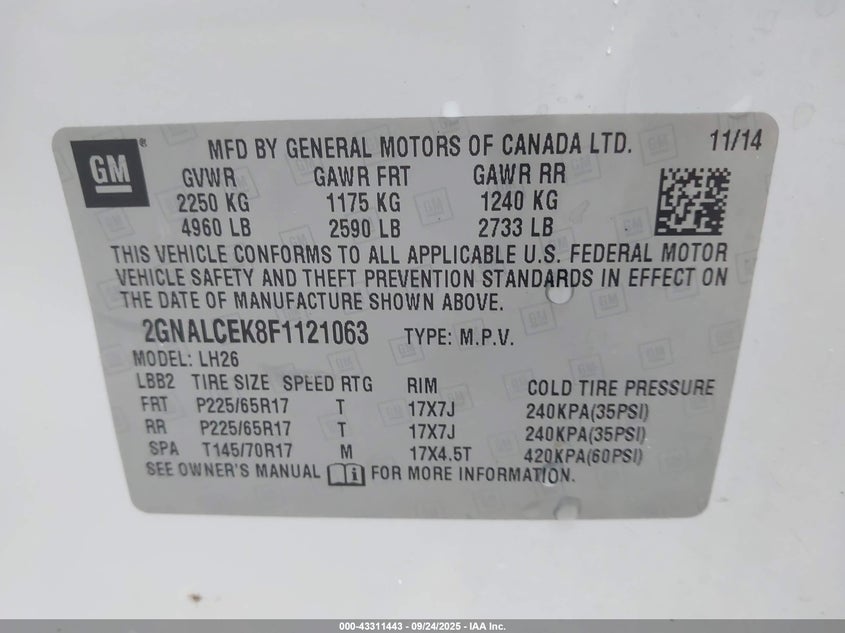 GM ®
MFD BY GENERAL MOTORS OF CANADA LTD. 11/14
GVWR GAWR FRT GAWR RR
2250 KG 1175 KG 1240 KG
4960 LB 2590 LB 2733 LB
THIS VEHICLE CONFORMS TO ALL APPLICABLE U.S. FEDERAL MOTOR
VEHICLE SAFETY AND THEFT PREVENTION STANDARDS IN EFFECT ON
THE DATE OF MANUFACTURE SHOWN ABOVE.
2GNALCEK8F1121063 TYPE: M.P.V.
MODEL: LH26
LBB2 TIRE SIZE SPEED RTG RIM COLD TIRE PRESSURE
FRT P225/65R17 T 17X7J 240KPA(35PSI)
RR P225/65R17 T 17X7J 240KPA(35PSI)
SPA T145/70R17 M 17X4.5T 420KPA(60PSI)
SEE OWNER'S MANUAL FOR MORE INFORMATION.
000-43311443 - 09/24/2025 - IAA Inc.